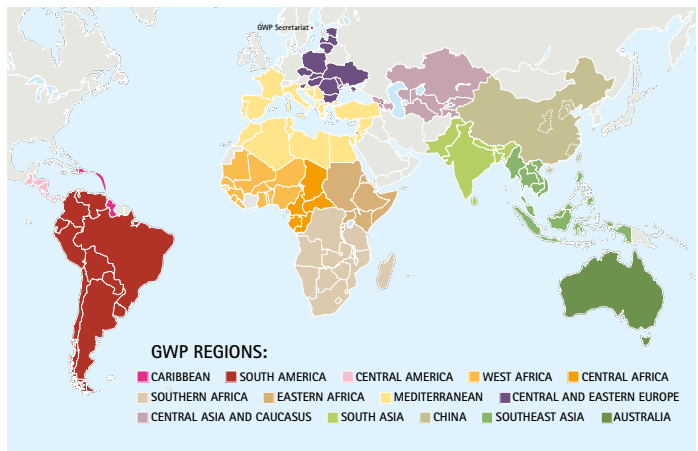 GWP Secretariat
GWP REGIONS:
CARIBBEAN SOUTH AMERICA CENTRAL AMERICA WEST AFRICA CENTRAL AFRICA
SOUTHERN AFRICA EASTERN AFRICA MEDITERRANEAN CENTRAL AND EASTERN EUROPE
CENTRAL ASIA AND CAUCASUS SOUTH ASIA CHINA SOUTHEAST ASIA AUSTRALIA